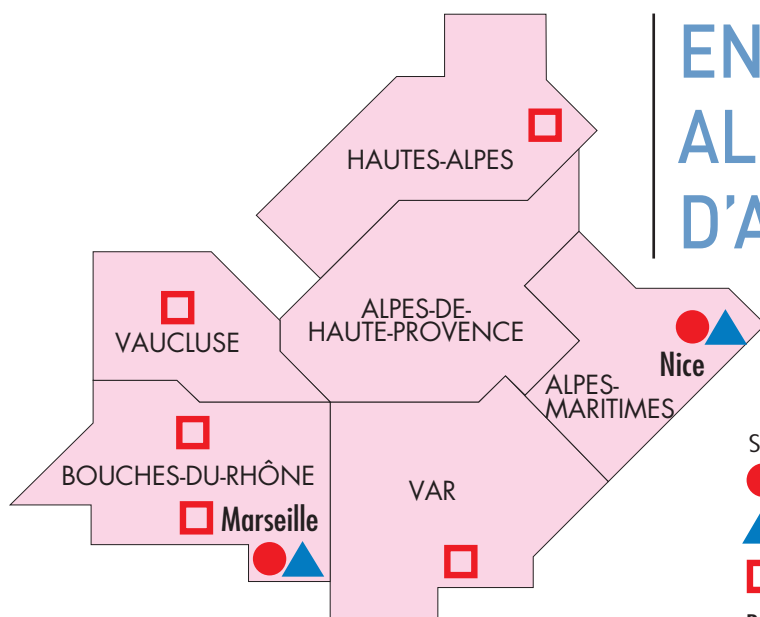 EN
AL
D'A
HAUTES-ALPES
ALPES-DE-
HAUTE-PROVENCE
VAUCLUSE
Nice
ALPES-
MARITIMES
BOUCHES-DU-RHÔNE
VAR
Marseille
S